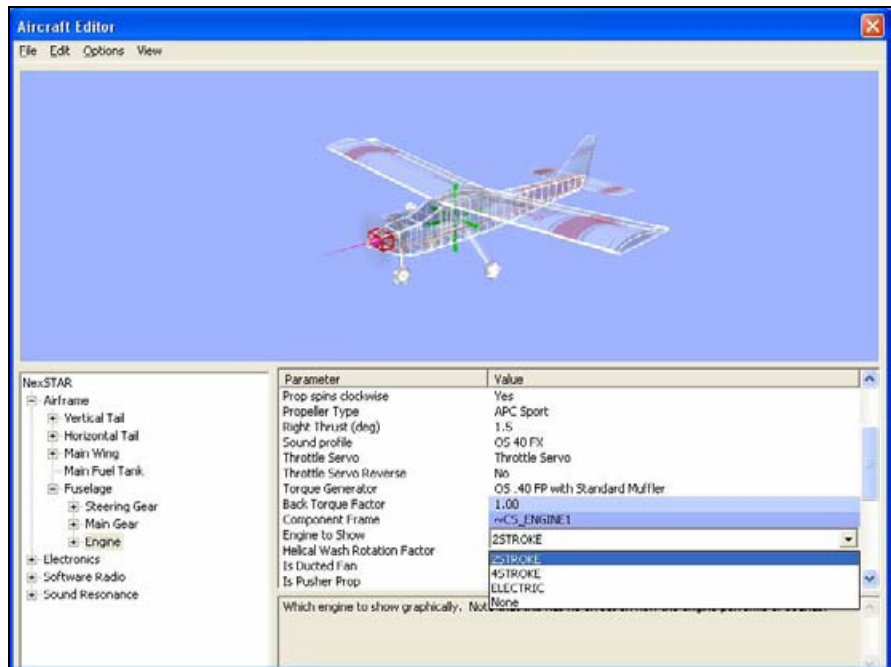 Aircraft Editor
File Edit Options View
NexSTAR
Airframe
Vertical Tail
Horizontal Tail
Main Wing
Main Fuel Tank
Fuselage
Steering Gear
Main Gear
Engine
Electronics
Software Radio
Sound Resonance
Parameter Value
Prop spins clockwise Yes
Propeller Type APC Sport
Right Thrust (deg) 1.5
Sound profile OS 40 FX
Throttle Servo Throttle Servo
Throttle Servo Reverse No
Torque Generator OS .40 FP with Standard Muffler
Back Torque Factor 1.00
Component Frame ~CS_ENGINE1
Engine to Show 2STROKE
Helical Wash Rotation Factor
Is Ducted Fan
Is Pusher Prop
2STROKE
4STROKE
ELECTRIC
None
Which engine to show graphically.